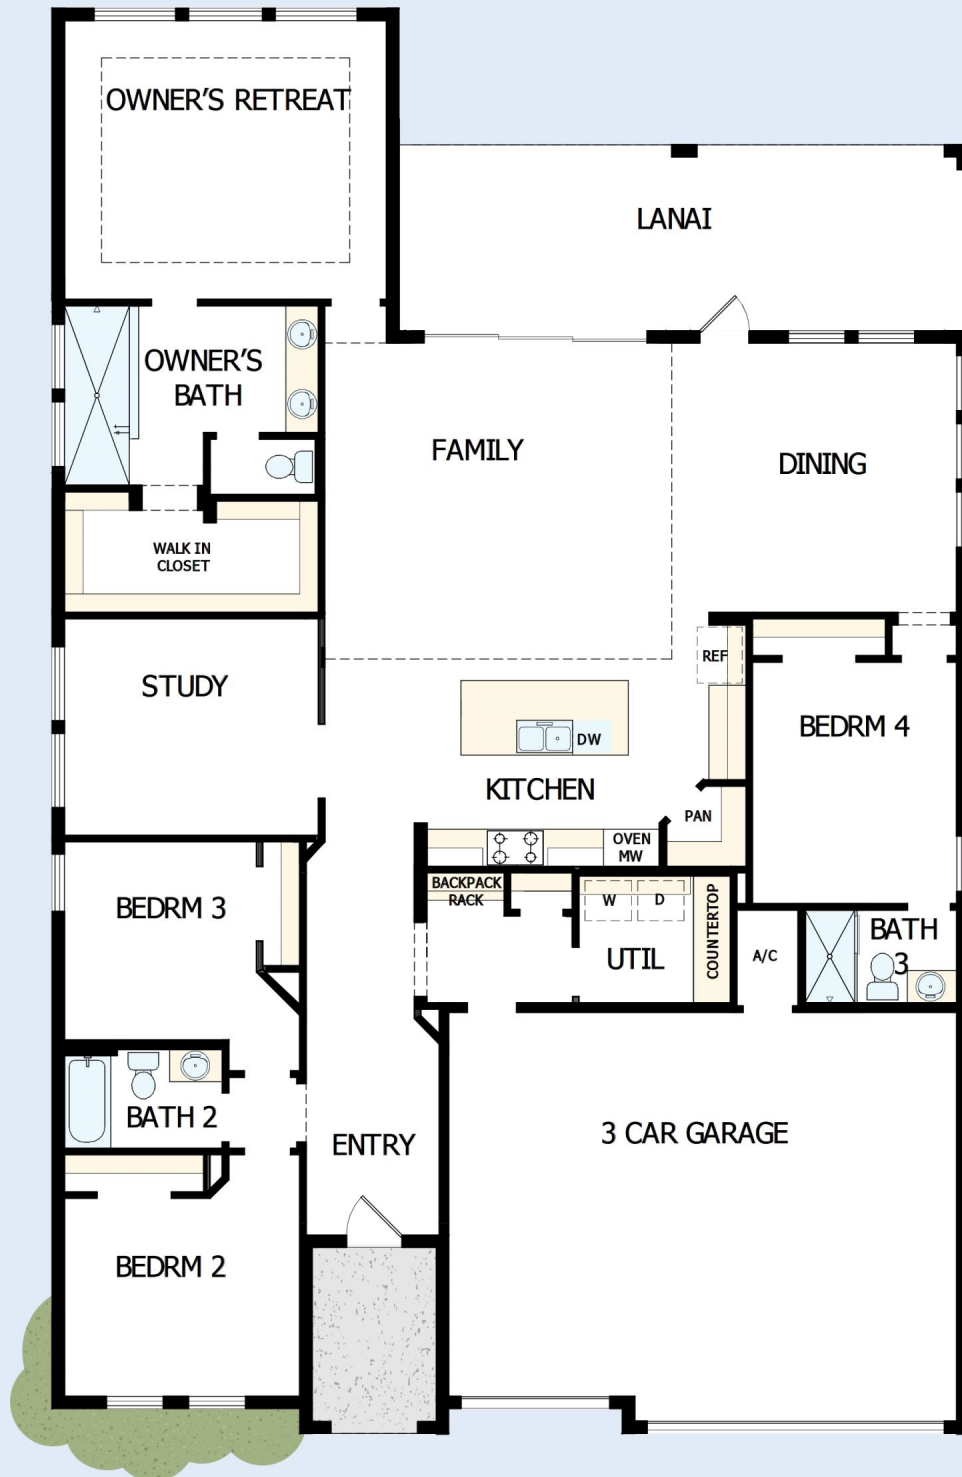 OWNER'S RETREAT
LANAI
OWNER'S
BATH
FAMILY
DINING
WALK IN
CLOSET
STUDY
REF
BEDRM 4
DW
KITCHEN
PAN
OVEN
MW
BACKPACK
RACK
W
D
COUNTERTOP
BEDRM 3
UTIL
A/C
BATH
3
BATH 2
ENTRY
3 CAR GARAGE
BEDRM 2